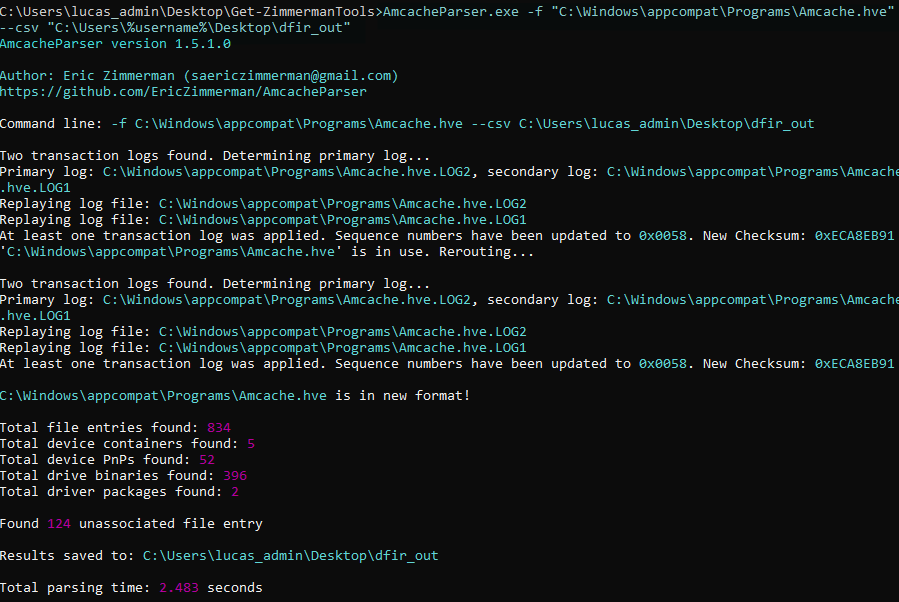 C:\Users\lucas_admin\Desktop\Get-ZimmermanTools>AmcacheParser.exe -f "C:\Windows\appcompat\Programs\Amcache.hve"
--csv "C:\Users\%username%\Desktop\dfir_out"
AmcacheParser version 1.5.1.0
Author: Eric Zimmerman (saericzimmerman@gmail.com)
https://github.com/EricZimmerman/AmcacheParser
Command line: -f C:\Windows\appcompat\Programs\Amcache.hve --csv C:\Users\lucas_admin\Desktop\dfir_out
Two transaction logs found. Determining primary log...
Primary log: C:\Windows\appcompat\Programs\Amcache.hve.LOG2, secondary log: C:\Windows\appcompat\Programs\Amcache
.hve.LOG1
Replaying log file: C:\Windows\appcompat\Programs\Amcache.hve.LOG2
Replaying log file: C:\Windows\appcompat\Programs\Amcache.hve.LOG1
At least one transaction log was applied. Sequence numbers have been updated to 0x0058. New Checksum: 0xECA8EB91
'C:\Windows\appcompat\Programs\Amcache.hve' is in use. Rerouting...
Two transaction logs found. Determining primary log...
Primary log: C:\Windows\appcompat\Programs\Amcache.hve.LOG2, secondary log: C:\Windows\appcompat\Programs\Amcache
.hve.LOG1
Replaying log file: C:\Windows\appcompat\Programs\Amcache.hve.LOG2
Replaying log file: C:\Windows\appcompat\Programs\Amcache.hve.LOG1
At least one transaction log was applied. Sequence numbers have been updated to 0x0058. New Checksum: 0xECA8EB91
C:\Windows\appcompat\Programs\Amcache.hve is in new format!
Total file entries found: 834
Total device containers found: 5
Total device PnPs found: 52
Total drive binaries found: 396
Total driver packages found: 2
Found 124 unassociated file entry
Results saved to: C:\Users\lucas_admin\Desktop\dfir_out
Total parsing time: 2.483 seconds